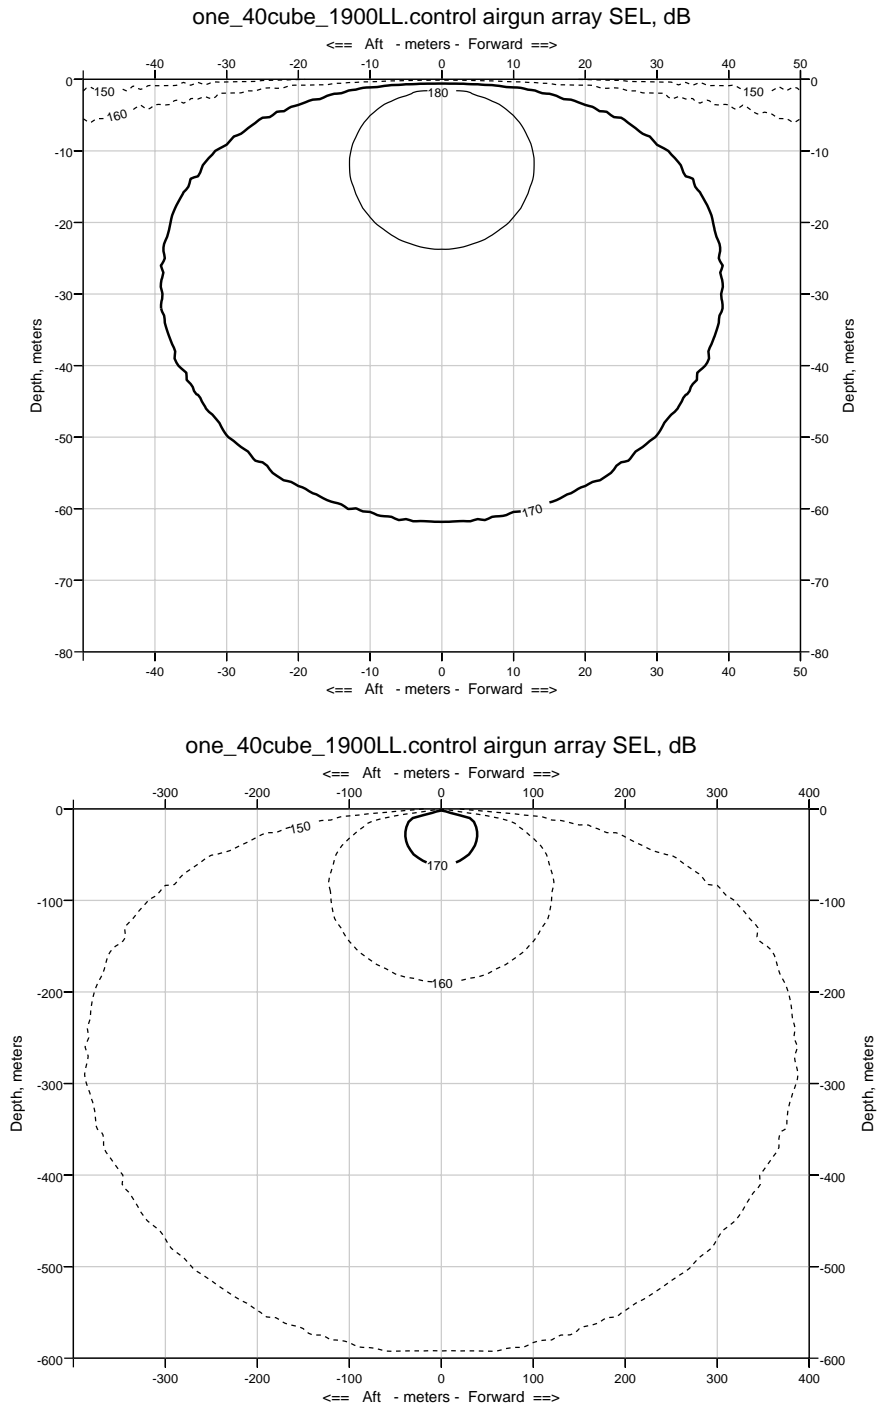 one_40cube_1900LL.control airgun array SEL, dB
<== Aft - meters - Forward ==>
-40 -30 -20 -10 0 10 20 30 40 50
0 0
150 180 150
160 160
-10 -10
-20 -20
-30 -30
Depth, meters Depth, meters
-40 -40
-50 -50
170
-60 -60
-70 -70
-80 -80
-40 -30 -20 -10 0 10 20 30 40 50
<== Aft - meters - Forward ==>
one_40cube_1900LL.control airgun array SEL, dB
<== Aft - meters - Forward ==>
-300 -200 -100 0 100 200 300 400
0 0
150
170
-100 -100
160
-200 -200
Depth, meters Depth, meters
-300 -300
-400 -400
-500 -500
-600 -600
-300 -200 -100 0 100 200 300 400
<== Aft - meters - Forward ==>